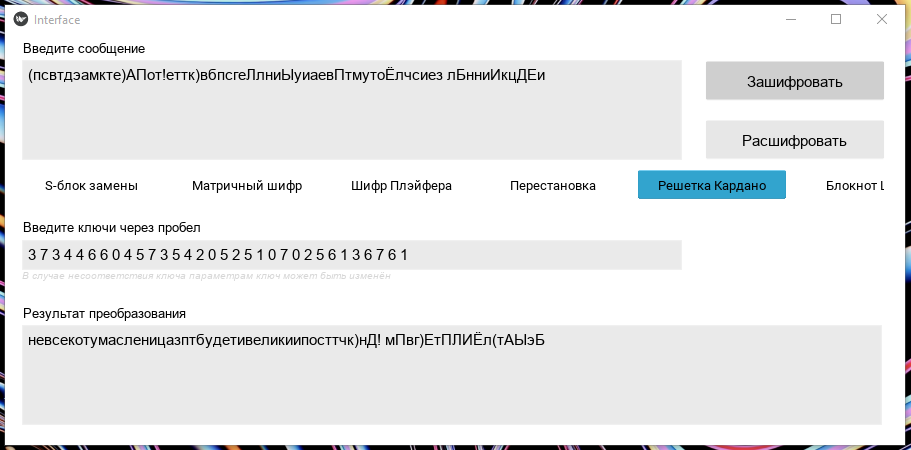 Interface
Введите сообщение
(псвтдэамкте)АПот!еттк)вбпсгеЛлниЫуиаевПтмутоЁлчсиез лБнниИкцДЕи
Зашифровать
Расшифровать
S-блок замены Матричный шифр Шифр Плэйфера Перестановка Решетка Кардано Блокнот
Введите ключи через пробел
3 7 3 4 4 6 6 0 4 5 7 3 5 4 2 0 5 2 5 1 0 7 0 2 5 6 1 3 6 7 6 1
В случае несоответствия ключа параметрам ключ может быть изменён
Результат преобразования
невсекотумасленицазптбудетивеликиипосттчк)нД! мПвг)ЕтПЛИЁл(тАЫэБ